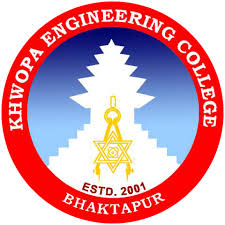 KHWOPA ENGINEERING COLLEGE
ESTD. 2001
BHAKTAPUR